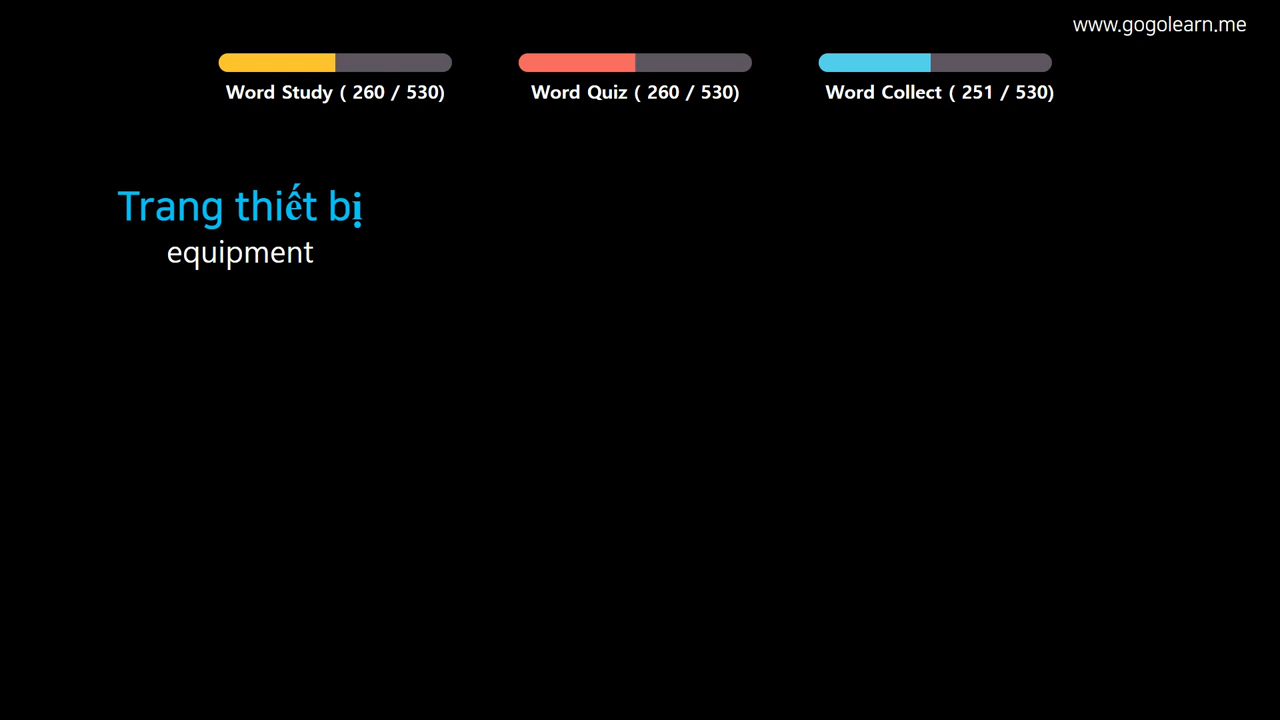 www.gogolearn.me
Word Study ( 260 / 530)
Word Quiz ( 260 / 530)
Word Collect ( 251 / 530)
Trang thiết bị
equipment